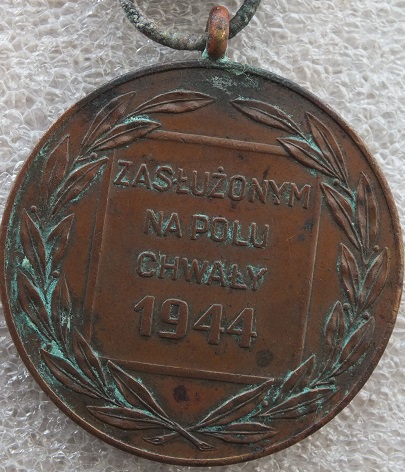 ZASŁUŻONYM
NA POLU
CHWAŁY
1944